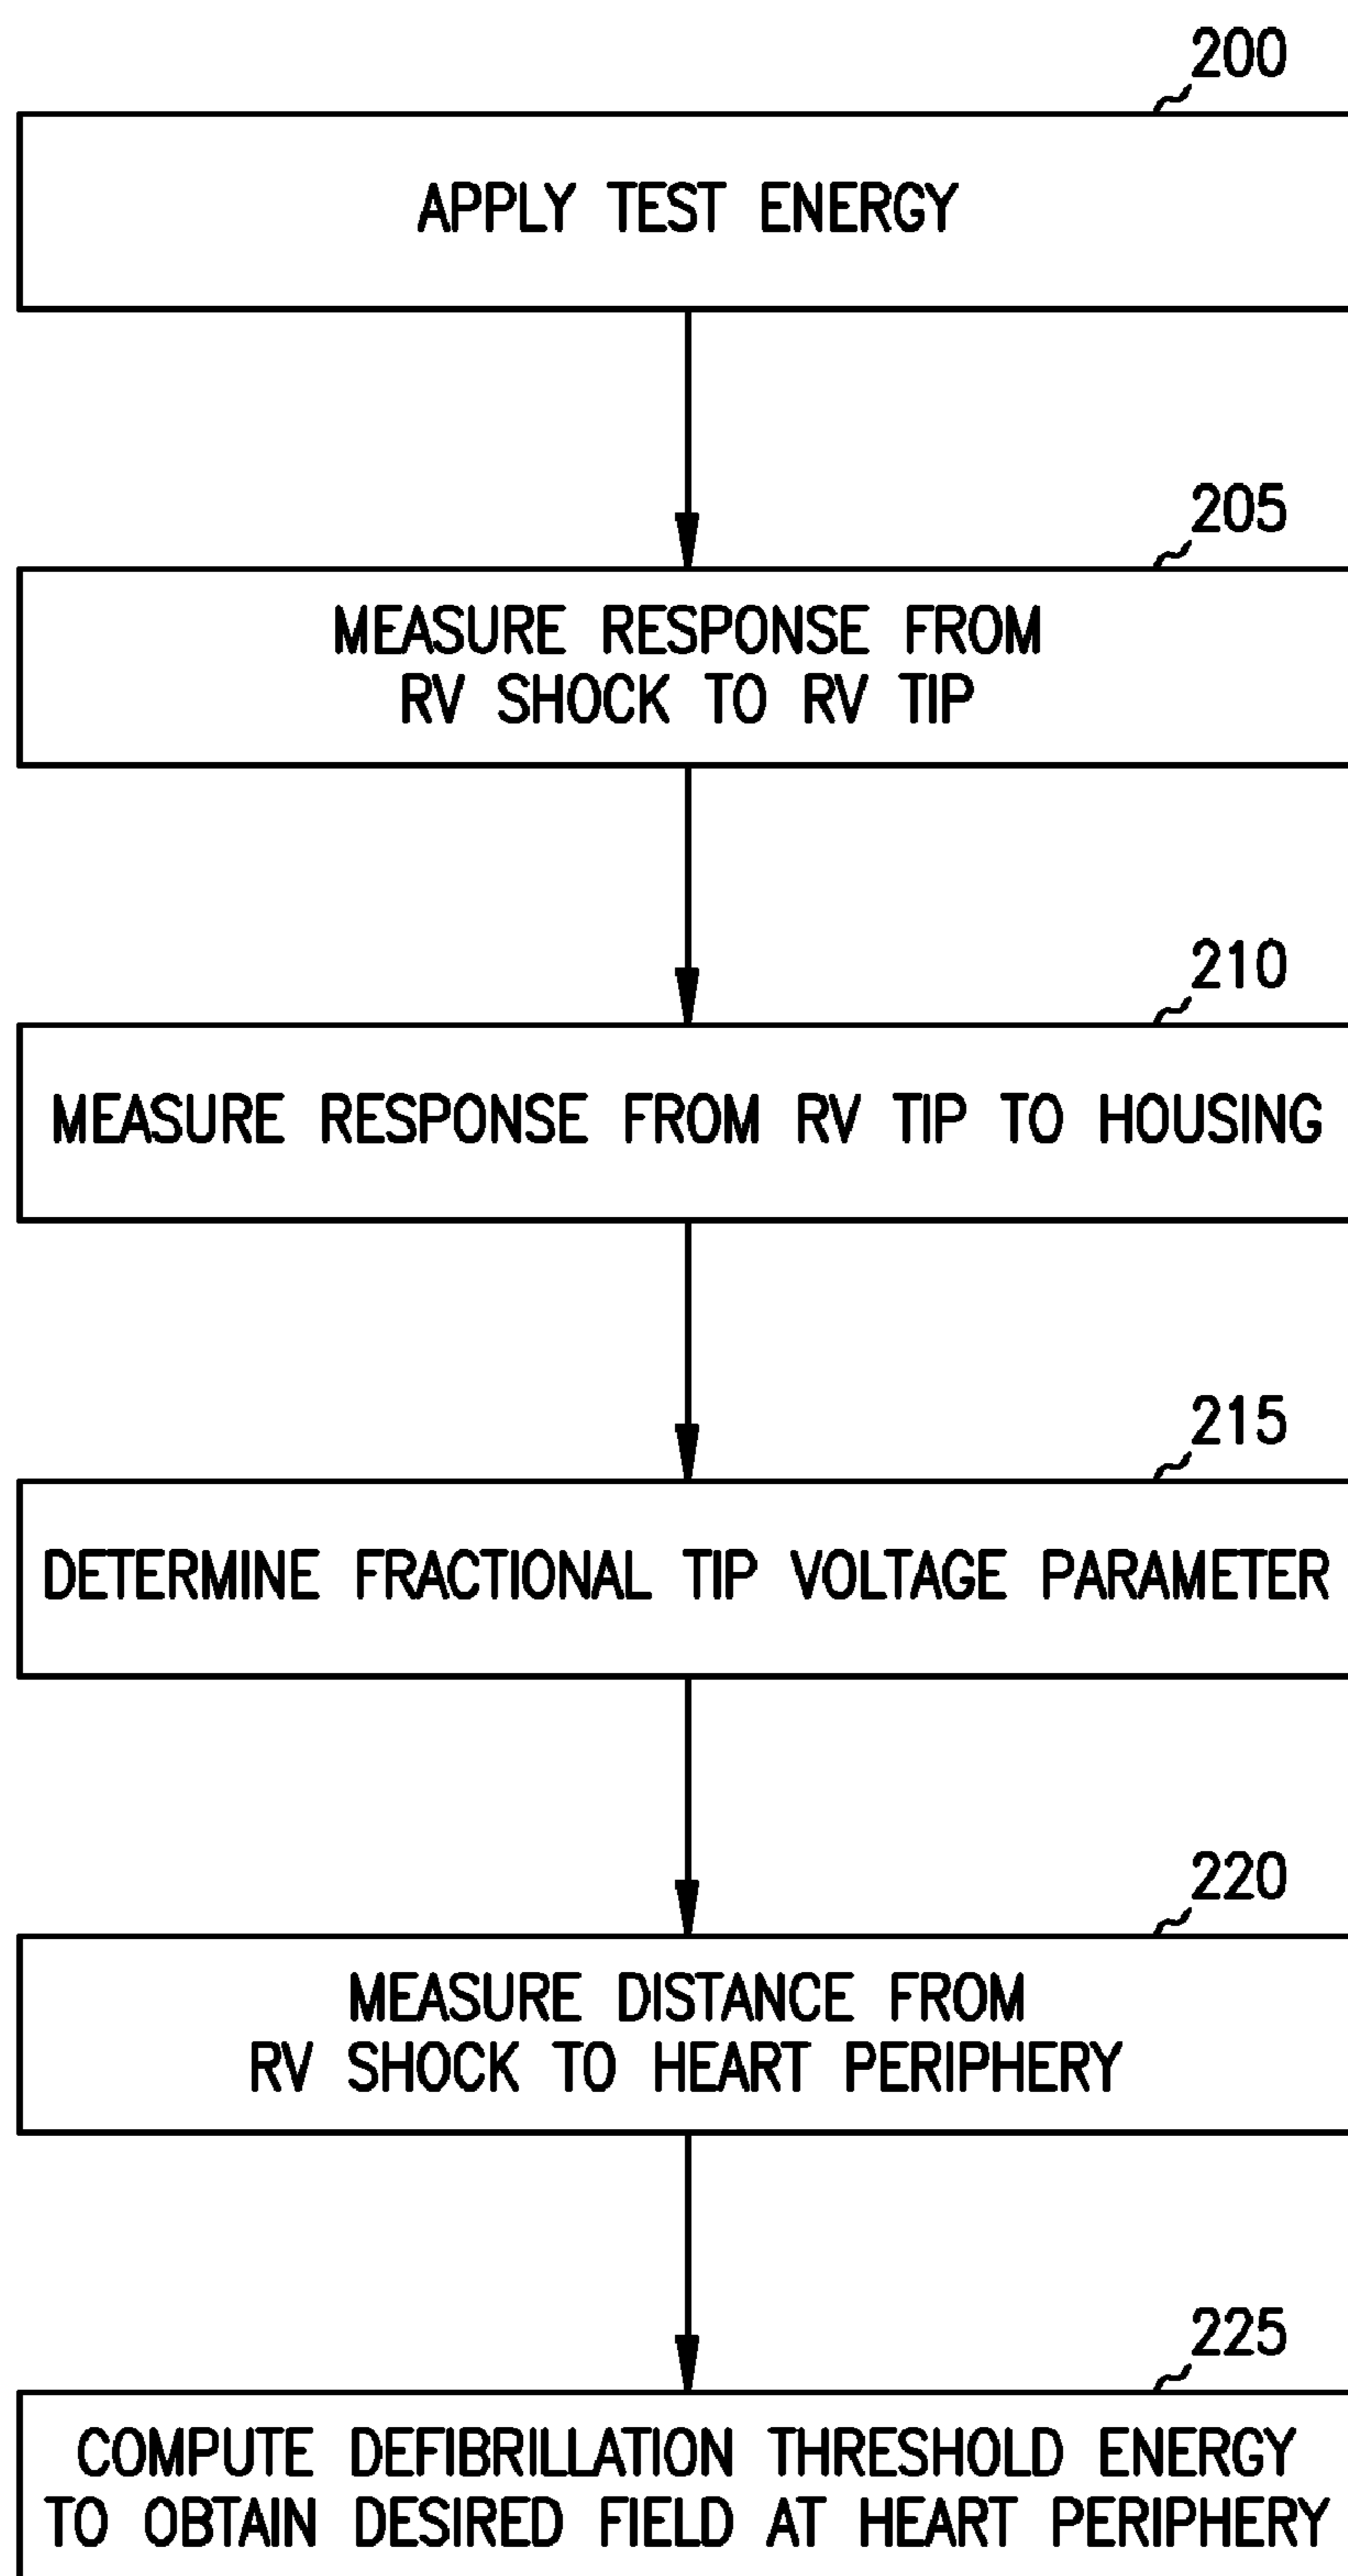 200
APPLY TEST ENERGY
205
MEASURE RESPONSE FROM
RV SHOCK TO RV TIP
210
MEASURE RESPONSE FROM RV TIP TO HOUSING
215
DETERMINE FRACTIONAL TIP VOLTAGE PARAMETER
220
MEASURE DISTANCE FROM
RV SHOCK TO HEART PERIPHERY
225
COMPUTE DEFIBRILLATION THRESHOLD ENERGY
TO OBTAIN DESIRED FIELD AT HEART PERIPHERY